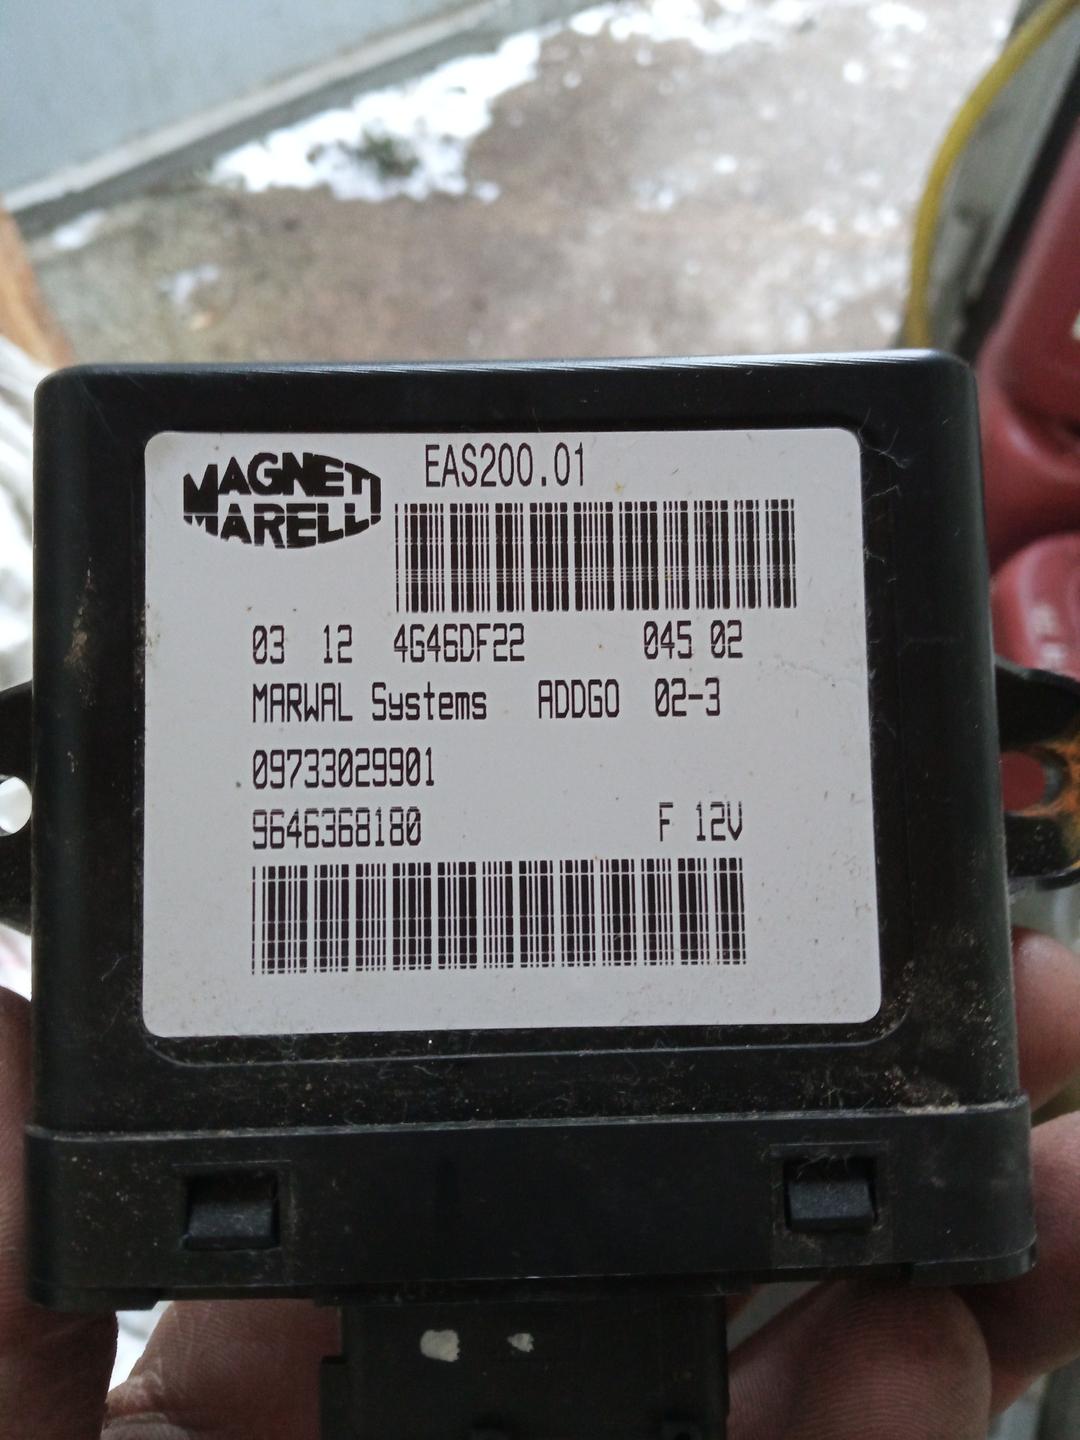 MAGNETI
MARELLI
EAS200.01
03 12 4G46DF22 045 02
MARWAL Systems ADDGO 02-3
09733029901
9646368180 F 12V